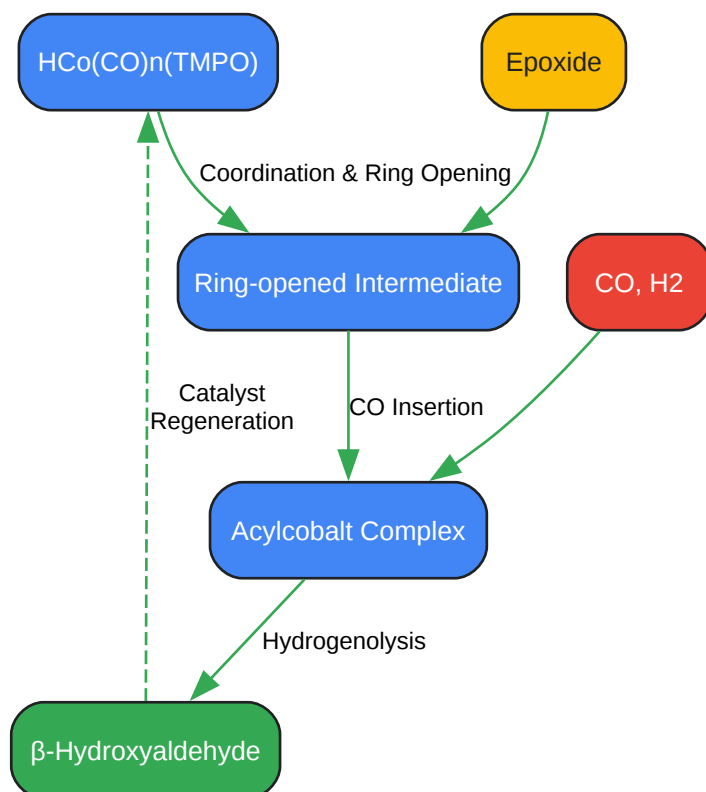 HCo(CO)n(TMPO)
Epoxide
Coordination & Ring Opening
Ring-opened Intermediate
CO, H2
Catalyst
Regeneration
CO Insertion
Acylcobalt Complex
Hydrogenolysis
β-Hydroxyaldehyde